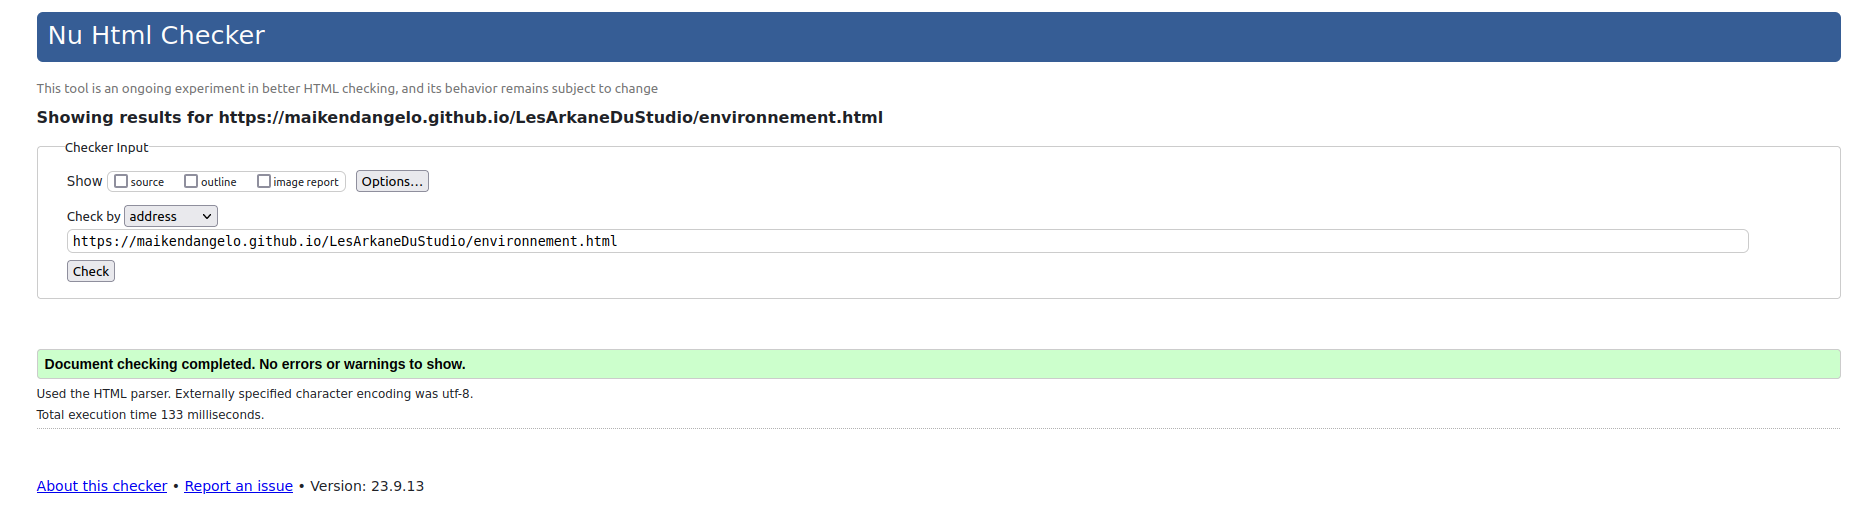 Nu Html Checker
This tool is an ongoing experiment in better HTML checking, and its behavior remains subject to change
Showing results for https://maikendangelo.github.io/LesArkaneDuStudio/environnement.html
Checker Input
Show source outline image report Options...
Check by address
https://maikendangelo.github.io/LesArkaneDuStudio/environnement.html
Check
Document checking completed. No errors or warnings to show.
Used the HTML parser. Externally specified character encoding was utf-8.
Total execution time 133 milliseconds.
About this checker • Report an issue • Version: 23.9.13